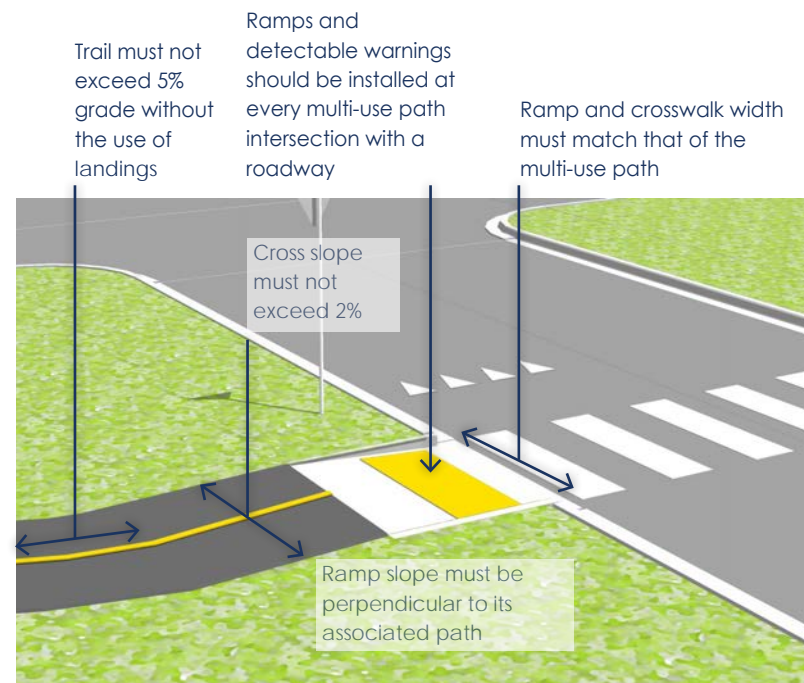 Trail must not
exceed 5%
grade without
the use of
landings
Ramps and
detectable warnings
should be installed at
every multi-use path
intersection with a
roadway
Ramp and crosswalk width
must match that of the
multi-use path
Cross slope
must not
exceed 2%
Ramp slope must be
perpendicular to its
associated path